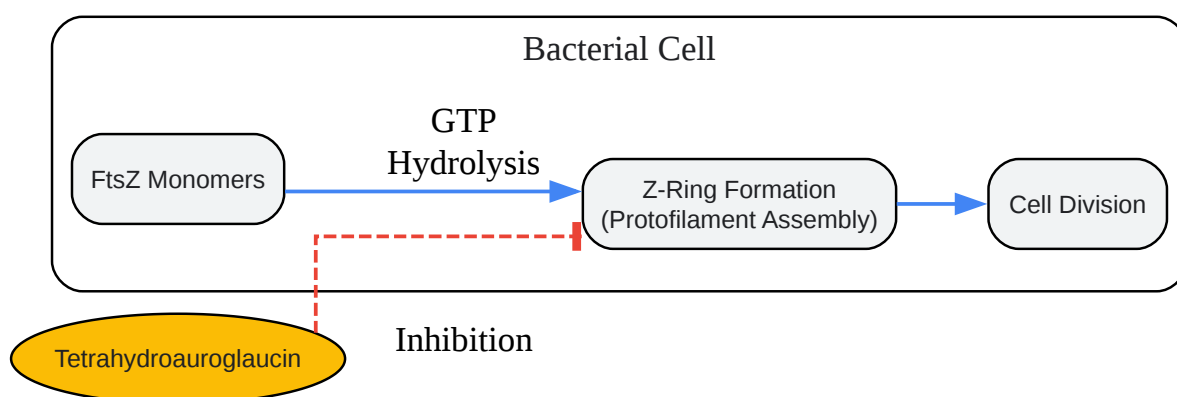 Bacterial Cell
GTP
Hydrolysis
FtsZ Monomers
Z-Ring Formation
(Protofilament Assembly)
Cell Division
Inhibition
Tetrahydroauroglaucin